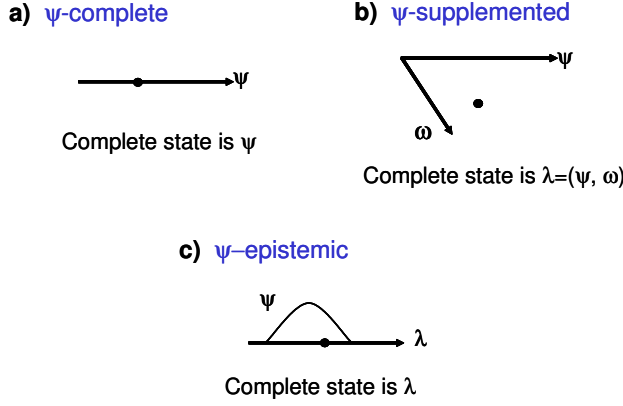 a) ψ-complete
ψ
Complete state is ψ
b) ψ-supplemented
ψ
ω
Complete state is λ=(ψ, ω)
c) ψ–epistemic
ψ
λ
Complete state is λ